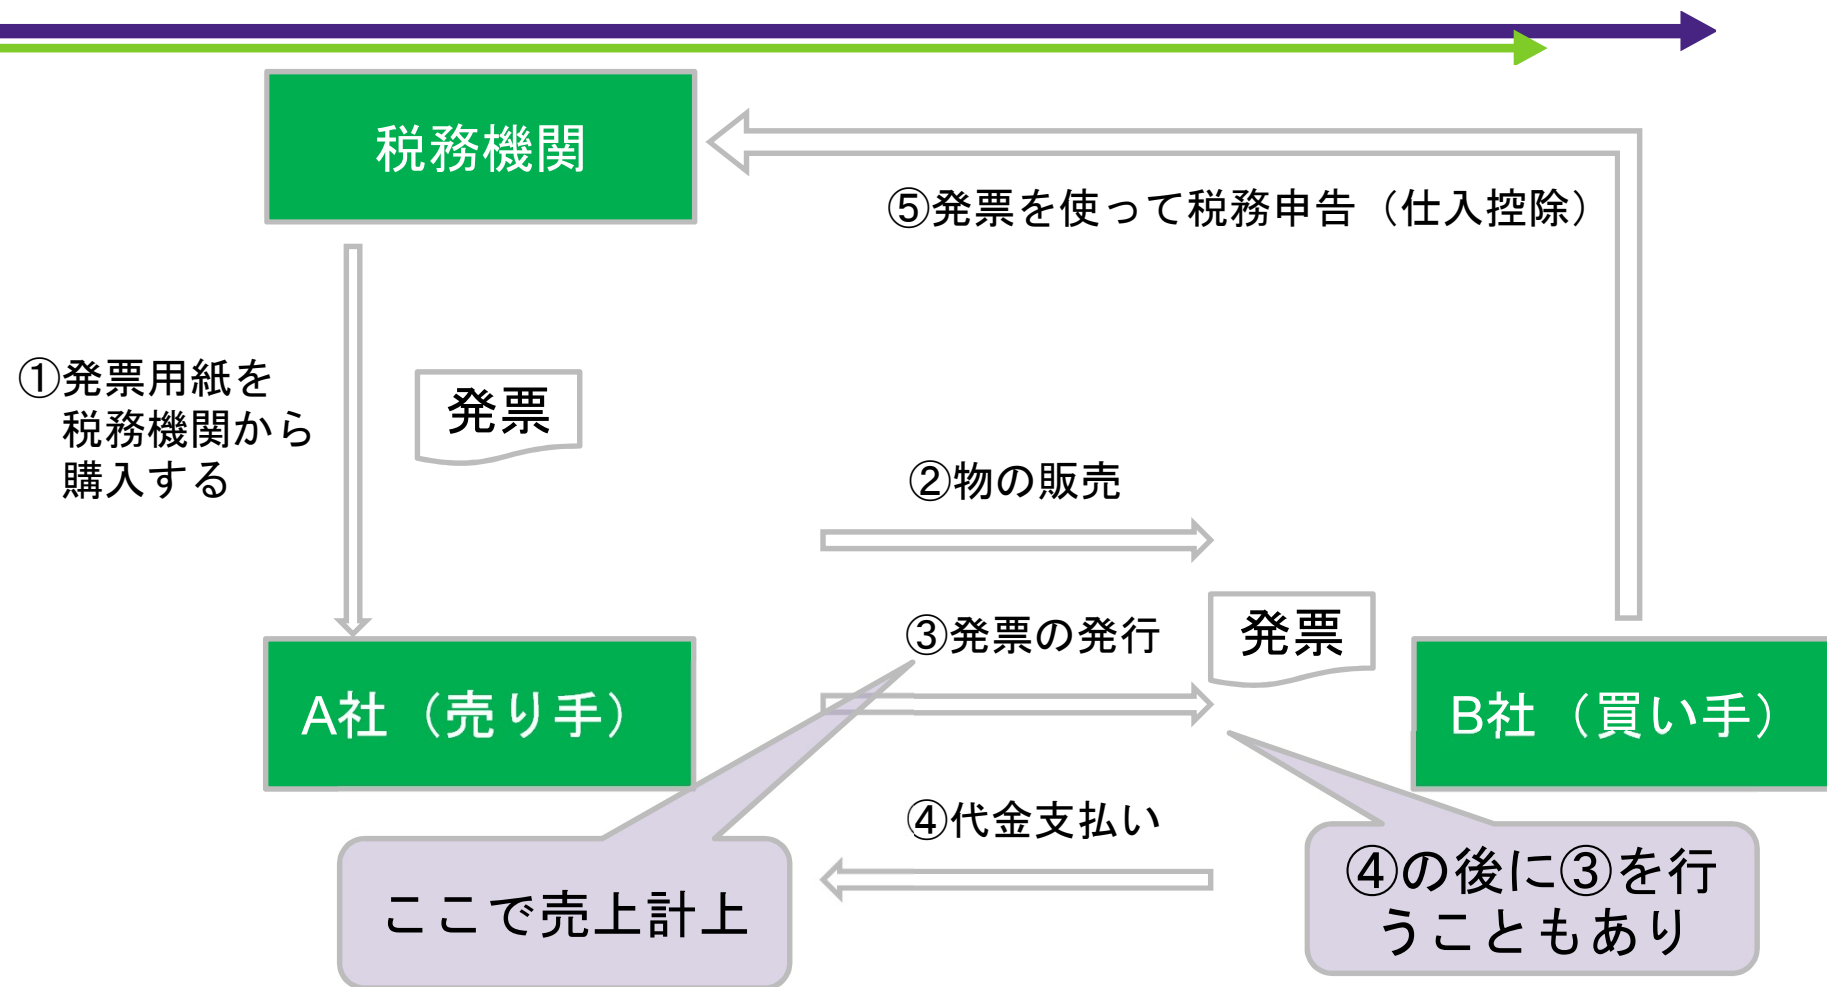 税務機関
⑤発票を使って税務申告（仕入控除）
①発票用紙を
税務機関から
購入する
発票
②物の販売
③発票の発行
発票
A社（売り手）
B社（買い手）
④代金支払い
ここで売上計上
④の後に③を行
うこともあり